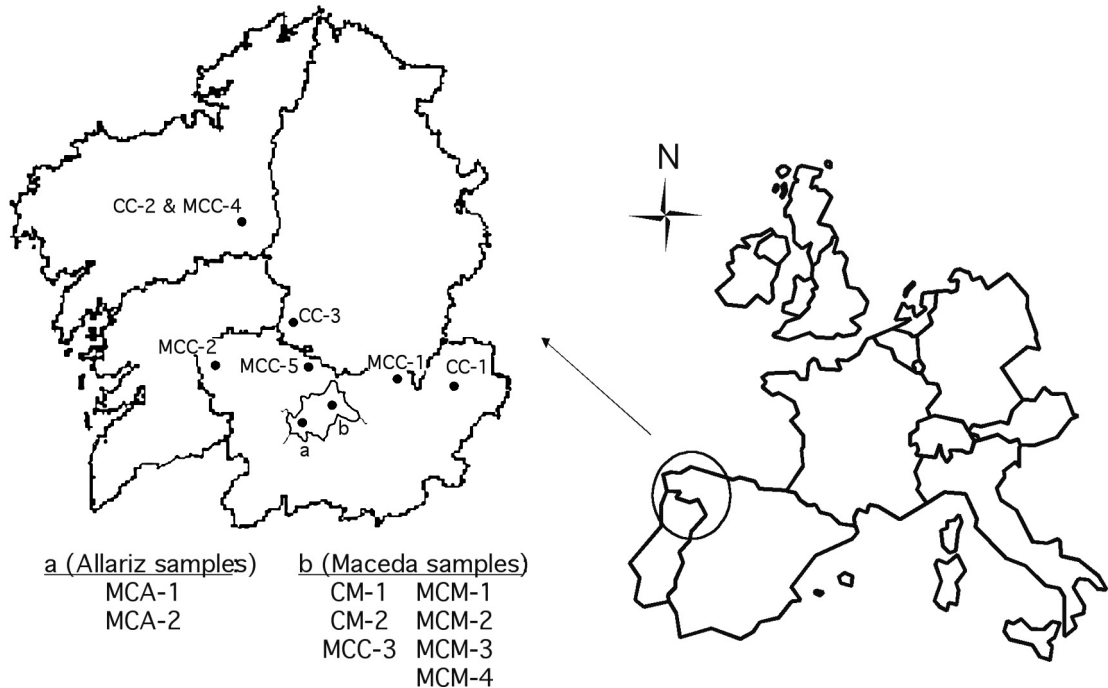 N
CC-2 & MCC-4
CC-3
MCC-2
MCC-5
MCC-1
CC-1
b
a
a (Allariz samples)
MCA-1
MCA-2
b (Maceda samples)
CM-1 MCM-1
CM-2 MCM-2
MCC-3 MCM-3
MCM-4